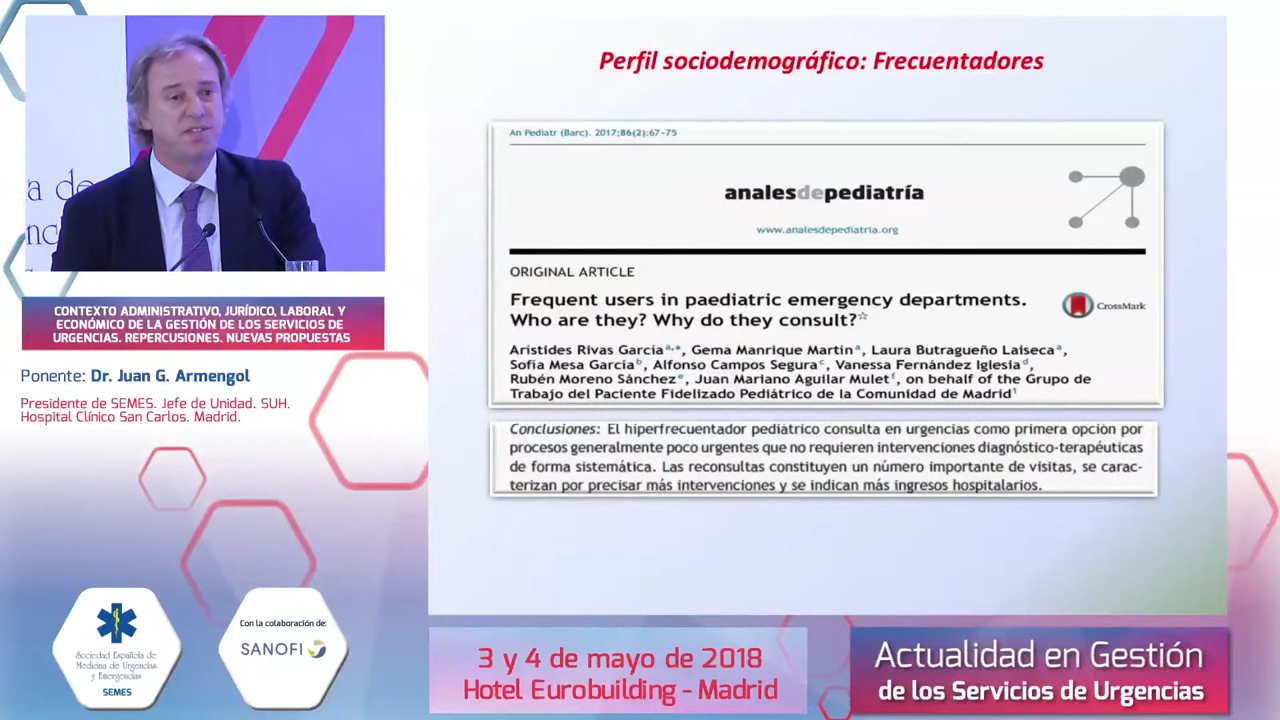 a de
nc
CONTEXTO ADMINISTRATIVO, JURÍDICO, LABORAL Y
ECONÓMICO DE LA GESTIÓN DE LOS SERVICIOS DE
URGENCIAS. REPERCUSIONES. NUEVAS PROPUESTAS
Ponente: Dr. Juan G. Armengol
Presidente de SEMES. Jefe de Unidad. SUH.
Hospital Clínico San Carlos. Madrid.
Sociedad Española de
Medicina de Urgencias
y Emergencias
SEMES
Con la colaboración de:
SANOFI
Perfil sociodemográfico: Frecuentadores
An Pediatr (Barc). 2017;86(2):67-75
analesdepediatría
www.analesdepediatria.org
ORIGINAL ARTICLE
Frequent users in paediatric emergency departments.
Who are they? Why do they consult?☆
CrossMark
Arístides Rivas García a,*, Gema Manrique Martín a, Laura Butragueño Laiseca a,
Sofía Mesa García b, Alfonso Campos Segura c, Vanessa Fernández Iglesia d,
Rubén Moreno Sánchez e, Juan Mariano Aguilar Mulet f, on behalf of the Grupo de
Trabajo del Paciente Fidelizado Pediátrico de la Comunidad de Madrid 1
Conclusiones: El hiperfrecuentador pediátrico consulta en urgencias como primera opción por
procesos generalmente poco urgentes que no requieren intervenciones diagnóstico-terapéuticas
de forma sistemática. Las reconsultas constituyen un número importante de visitas, se carac-
terizan por precisar más intervenciones y se indican más ingresos hospitalarios.
3 y 4 de mayo de 2018
Hotel Eurobuilding - Madrid
Actualidad en Gestión
de los Servicios de Urgencias